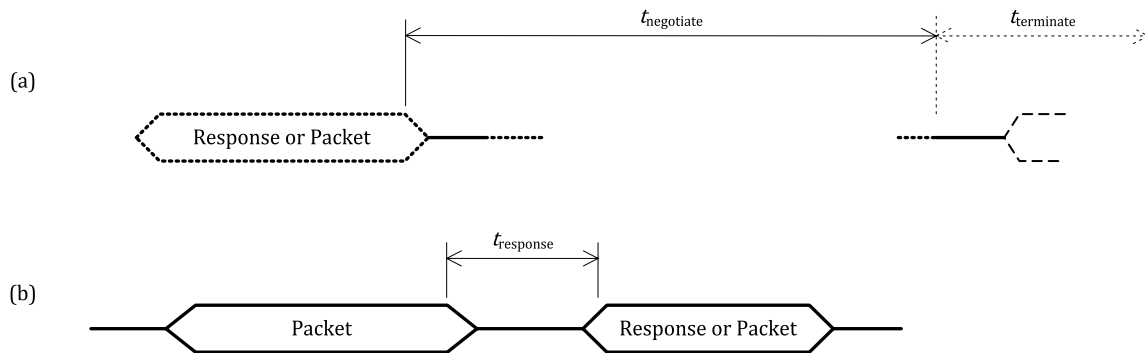 t_negotiate t_terminate
(a)
Response or Packet
t_response
(b)
Packet Response or Packet